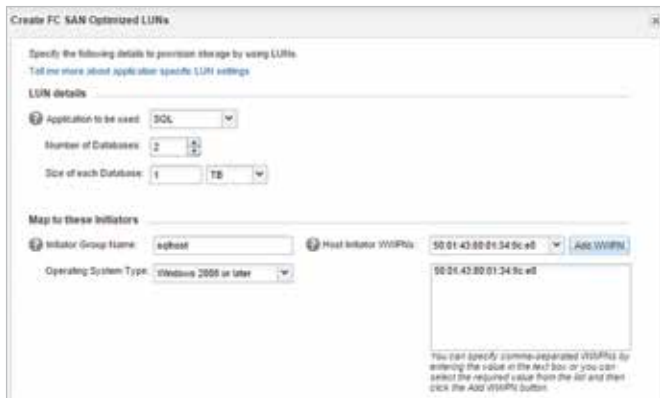 Create FC SAN Optimized LUNs
Specify the following details to provision storage by using LUNs.
Tell me more about application specific LUN settings
LUN details
Application to be used: SQL
Number of Databases: 2
Size of each Database: 1 TB
Map to these Initiators
Initiator Group Name: sqlhost
Host Initiator WWPNs: 50:01:43:80:01:34:9c:e8 Add WWPN
Operating System Type: Windows 2008 or later
50:01:43:80:01:34:9c:e8
You can specify comma-separated WWPNs by
entering the value in the text box or you can
select the required value from the list and then
click the Add WWPN button.